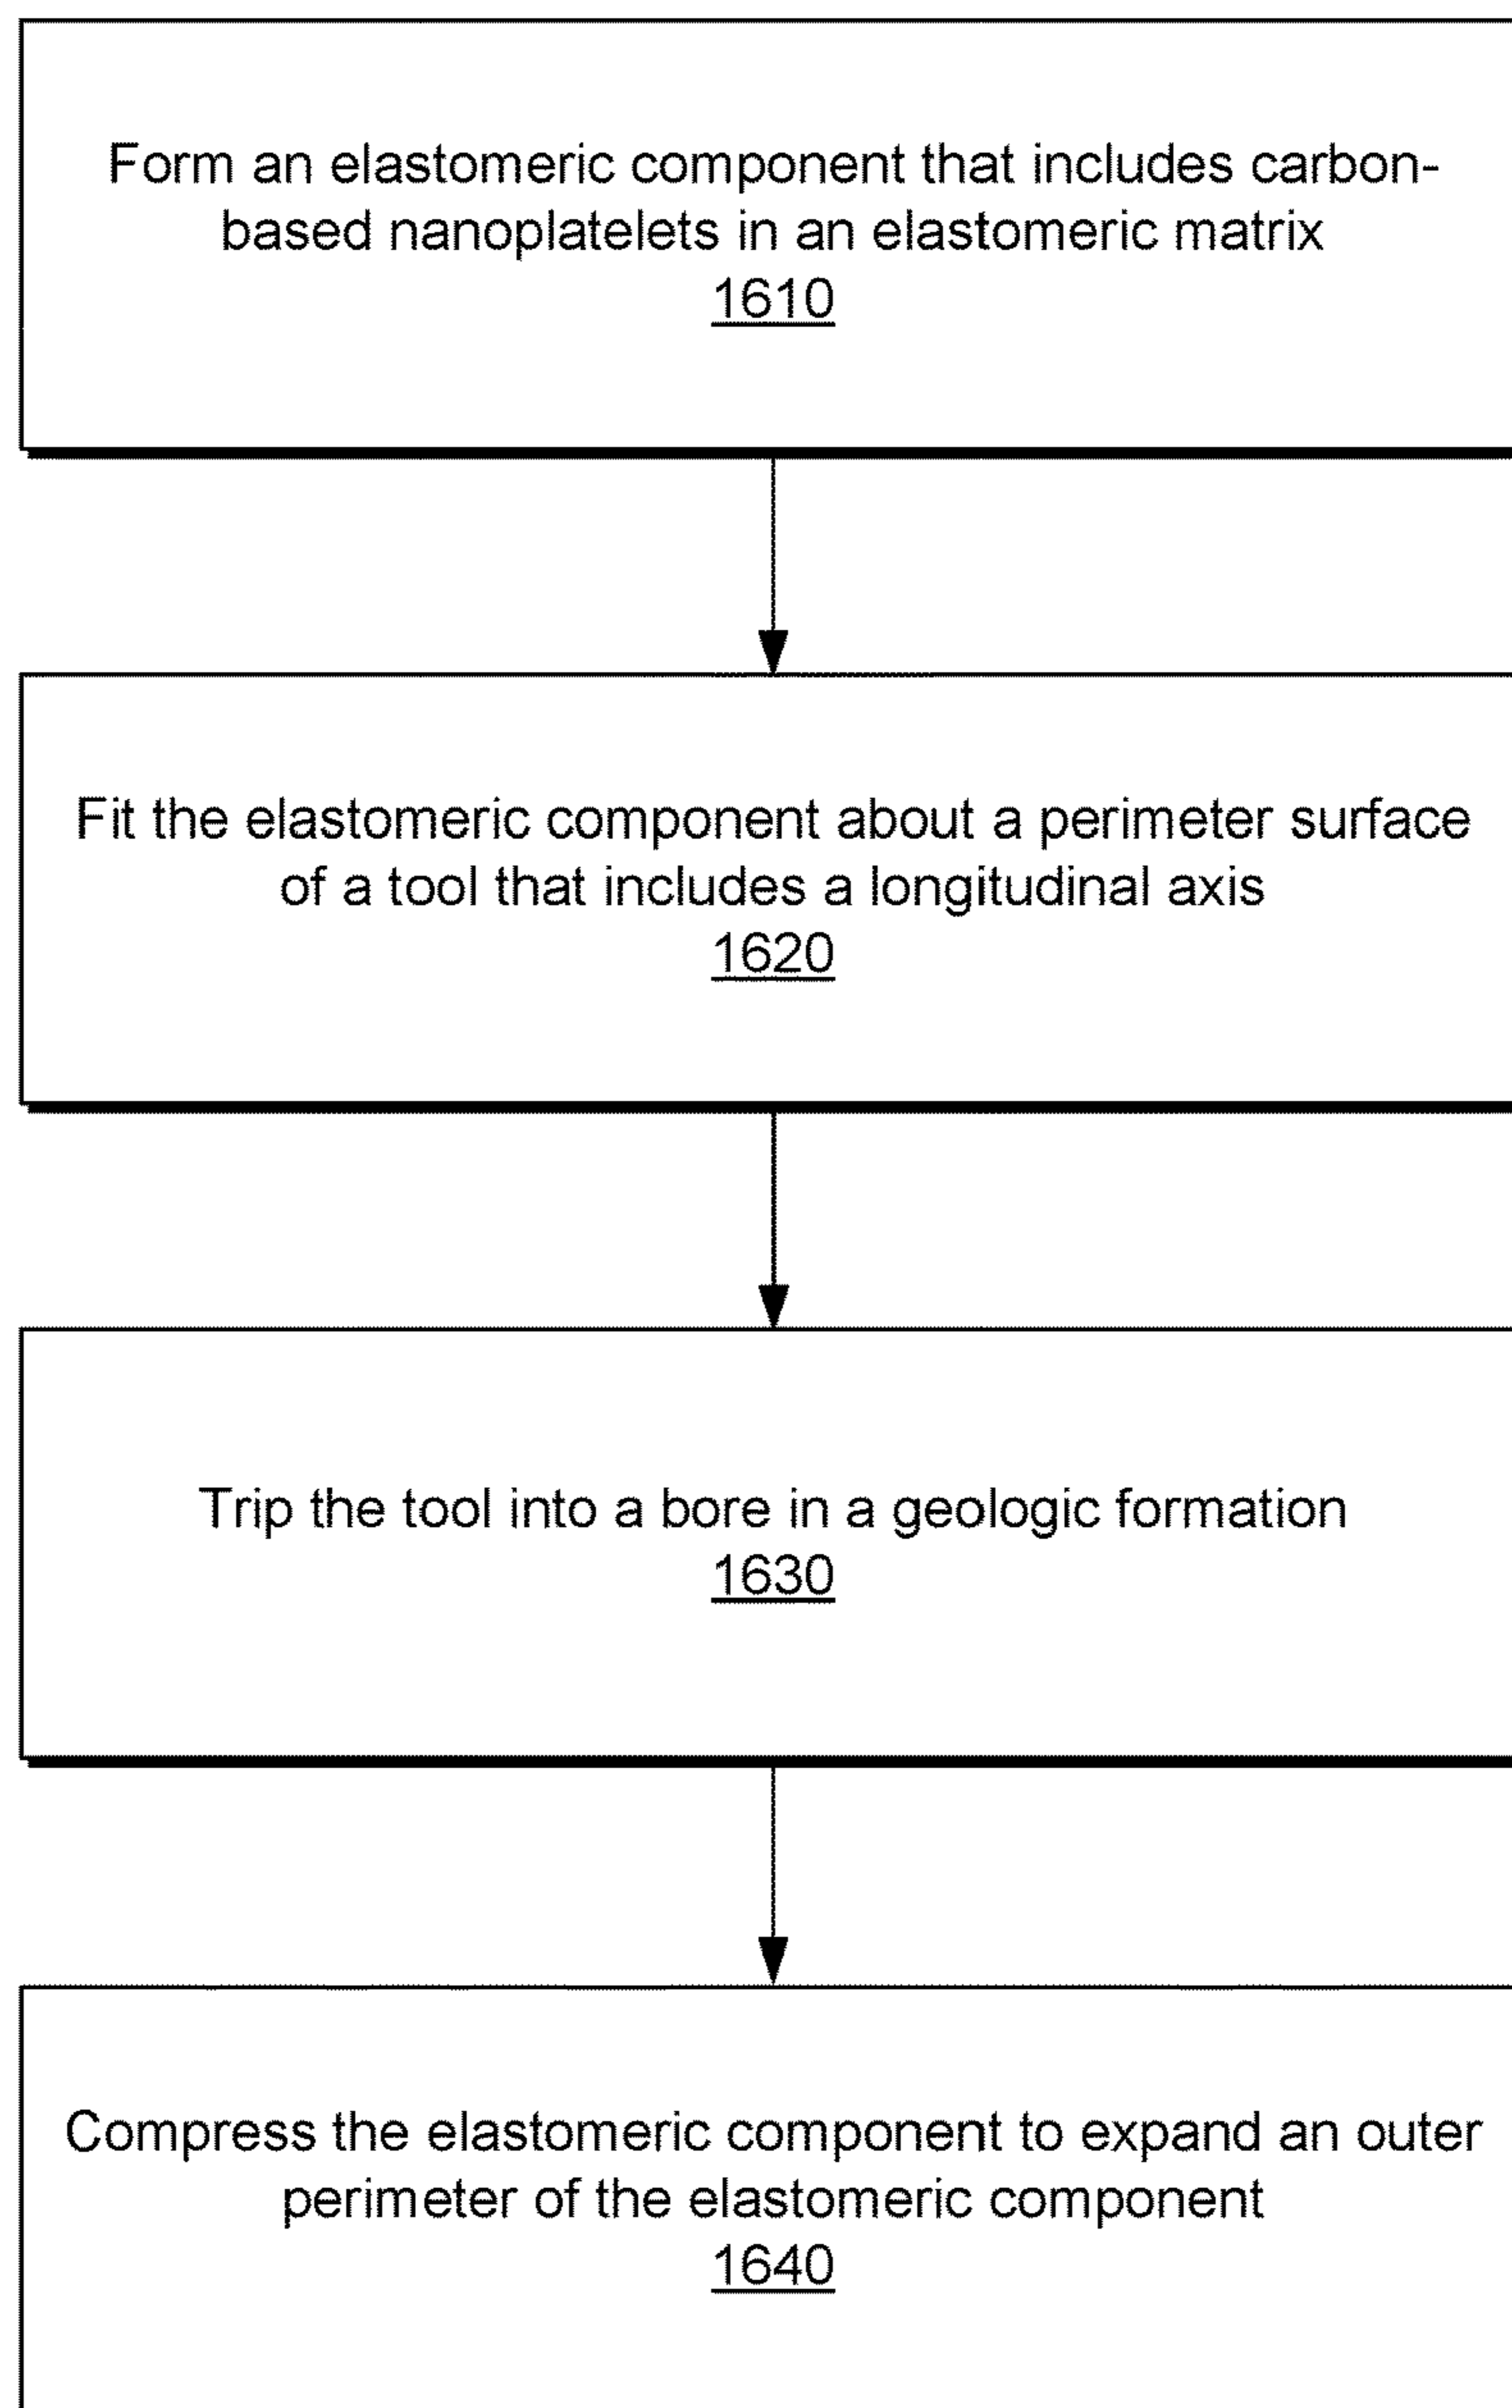 Form an elastomeric component that includes carbon-
based nanoplatelets in an elastomeric matrix
1610
Fit the elastomeric component about a perimeter surface
of a tool that includes a longitudinal axis
1620
Trip the tool into a bore in a geologic formation
1630
Compress the elastomeric component to expand an outer
perimeter of the elastomeric component
1640